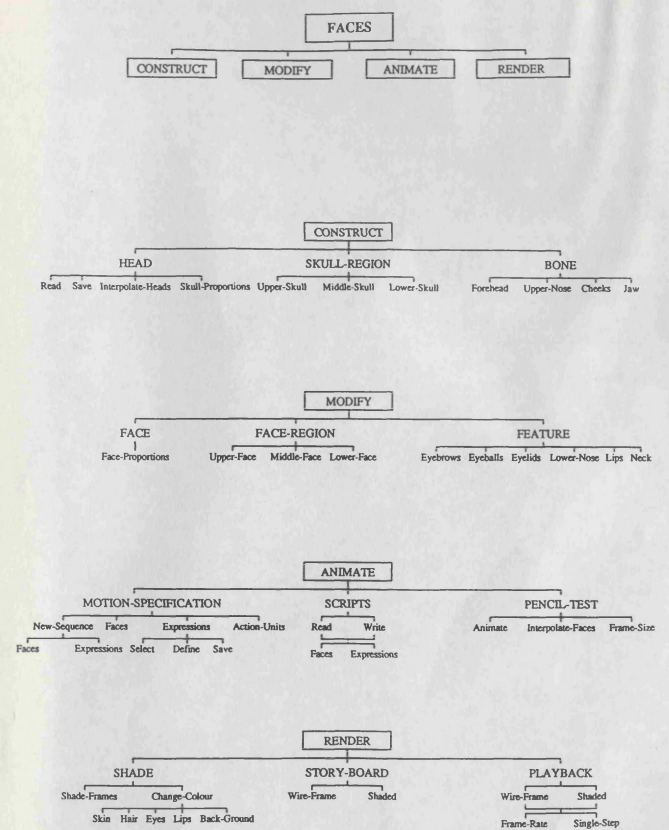 FACES
CONSTRUCT MODIFY ANIMATE RENDER
CONSTRUCT
HEAD SKULL-REGION BONE
Read Save Interpolate-Heads Skull-Proportions Upper-Skull Middle-Skull Lower-Skull Forehead Upper-Nose Cheeks Jaw
MODIFY
FACE FACE-REGION FEATURE
Face-Proportions Upper-Face Middle-Face Lower-Face Eyebrows Eyeballs Eyelids Lower-Nose Lips Neck
ANIMATE
MOTION-SPECIFICATION SCRIPTS PENCIL-TEST
New-Sequence Faces Expressions Action-Units Read Write Animate Interpolate-Faces Frame-Size
Faces Expressions Select Define Save Faces Expressions
RENDER
SHADE STORY-BOARD PLAYBACK
Shade-Frames Change-Colour Wire-Frame Shaded Wire-Frame Shaded
Skin Hair Eyes Lips Back-Ground Frame-Rate Single-Step